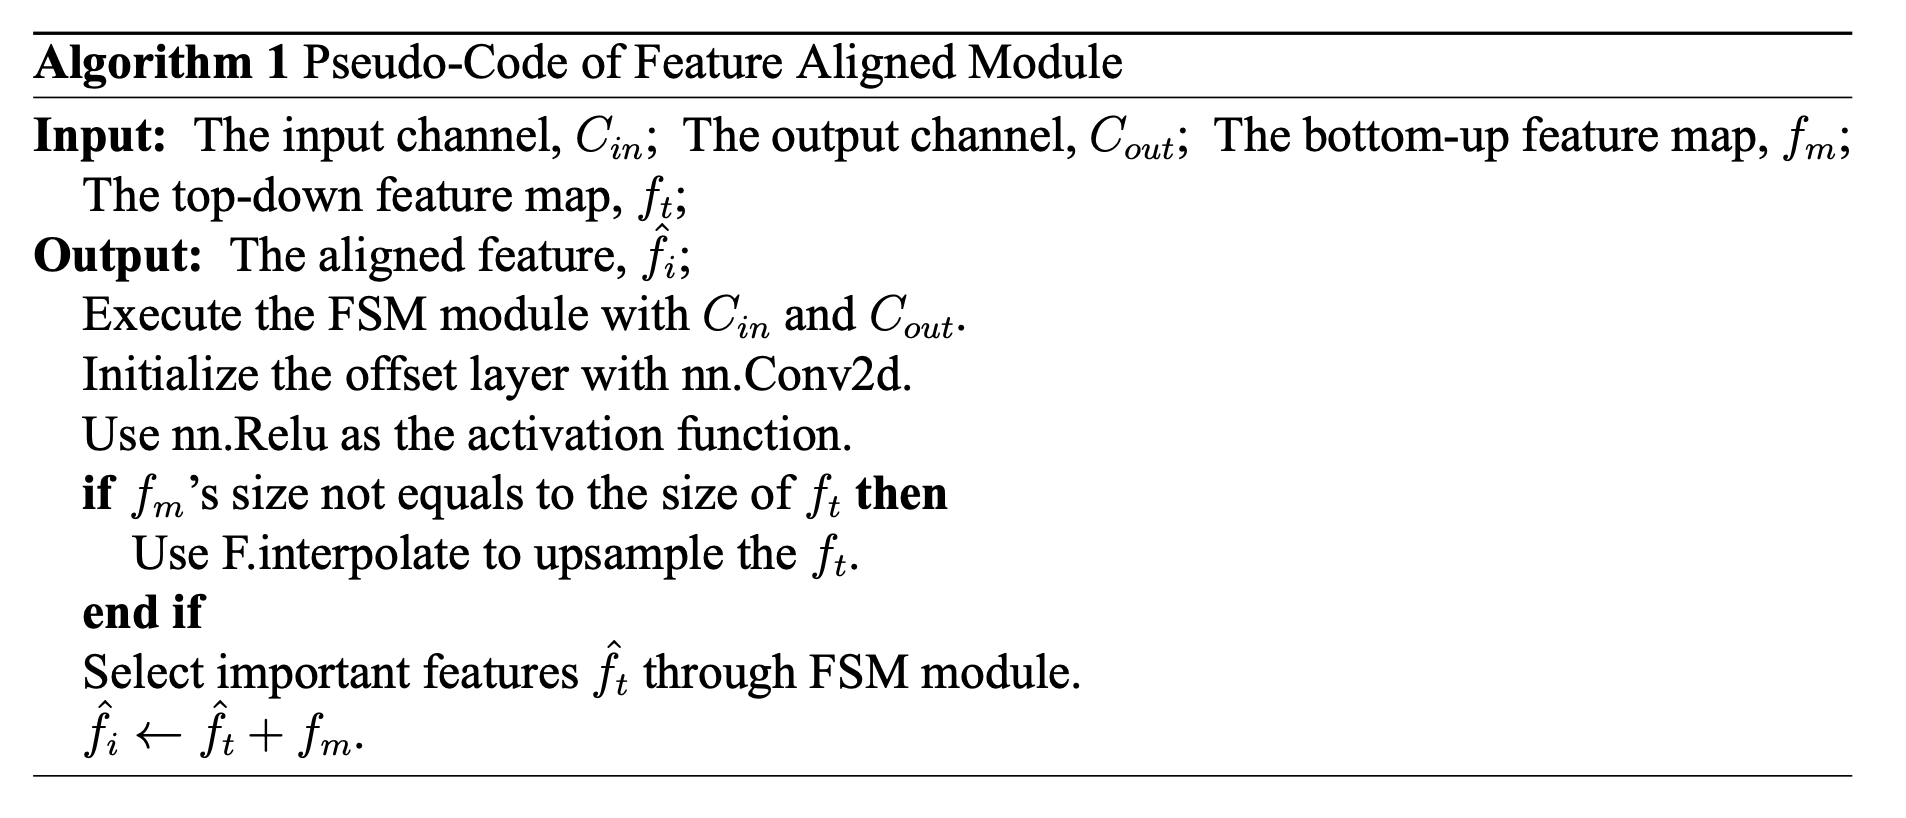 Algorithm 1 Pseudo-Code of Feature Aligned Module
Input: The input channel, $C_{in}$; The output channel, $C_{out}$; The bottom-up feature map, $f_m$;
The top-down feature map, $f_t$;
Output: The aligned feature, $\hat{f}_i$;
Execute the FSM module with $C_{in}$ and $C_{out}$.
Initialize the offset layer with nn.Conv2d.
Use nn.Relu as the activation function.
if $f_m$’s size not equals to the size of $f_t$ then
Use F.interpolate to upsample the $f_t$.
end if
Select important features $\hat{f}_t$ through FSM module.
$\hat{f}_i \leftarrow \hat{f}_t + f_m$.